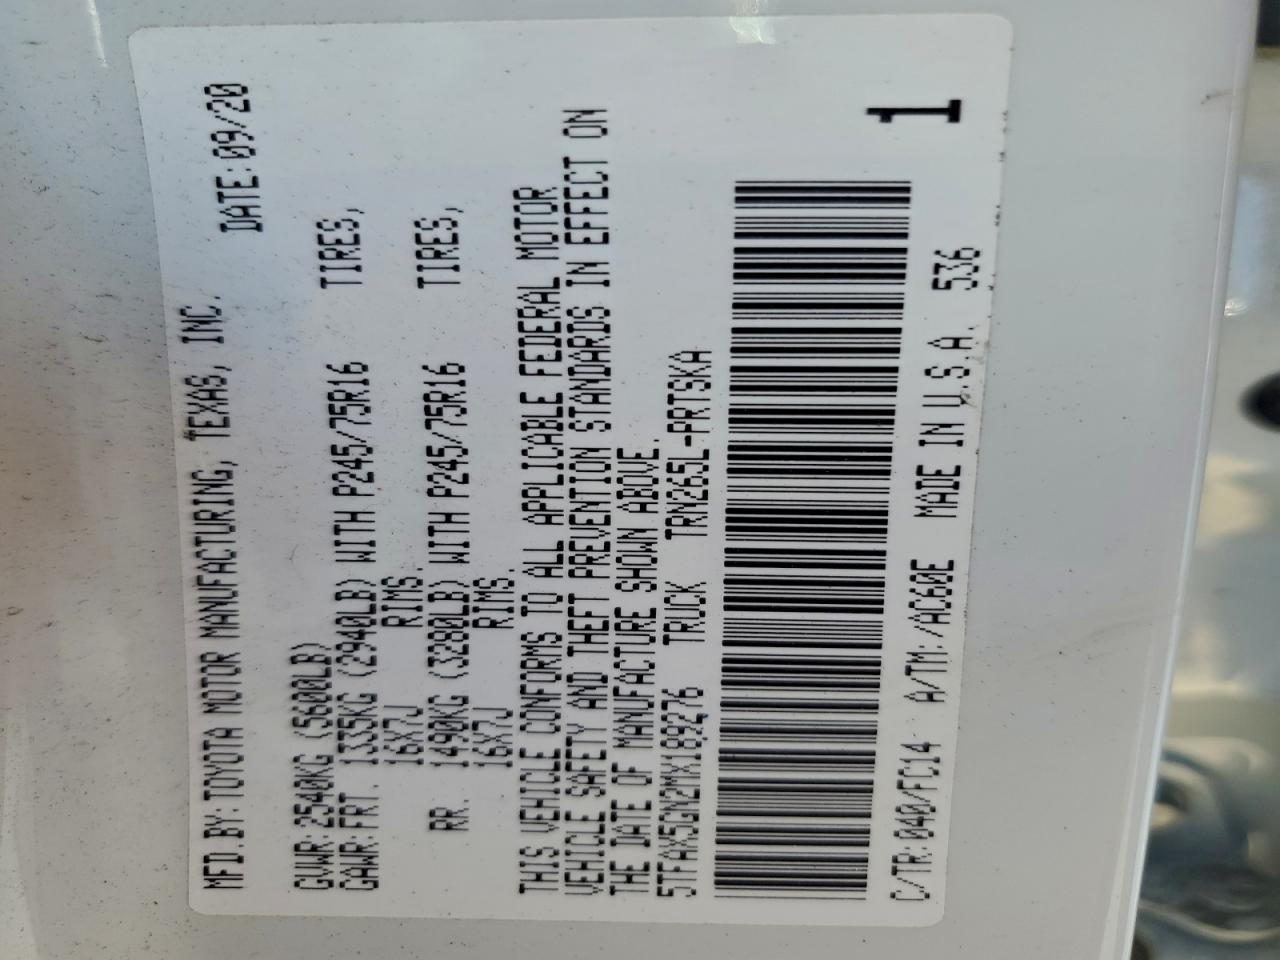 MFD.BY: TOYOTA MOTOR MANUFACTURING, TEXAS, INC.
DATE: 09/20
GVWR: 2540KG (5600LB)
GAWR: FRT. 1335KG (2940LB) WITH P245/75R16 TIRES,
16X7J RIMS
RR. 1490KG (3280LB) WITH P245/75R16 TIRES,
16X7J RIMS.
THIS VEHICLE CONFORMS TO ALL APPLICABLE FEDERAL MOTOR
VEHICLE SAFETY AND THEFT PREVENTION STANDARDS IN EFFECT ON
THE DATE OF MANUFACTURE SHOWN ABOVE.
5TFAX5GN2MX189276 TRUCK TRN265L-PRTSKA
1
C/TR: 040/FC14 A/TM: /AC60E MADE IN U.S.A. 536